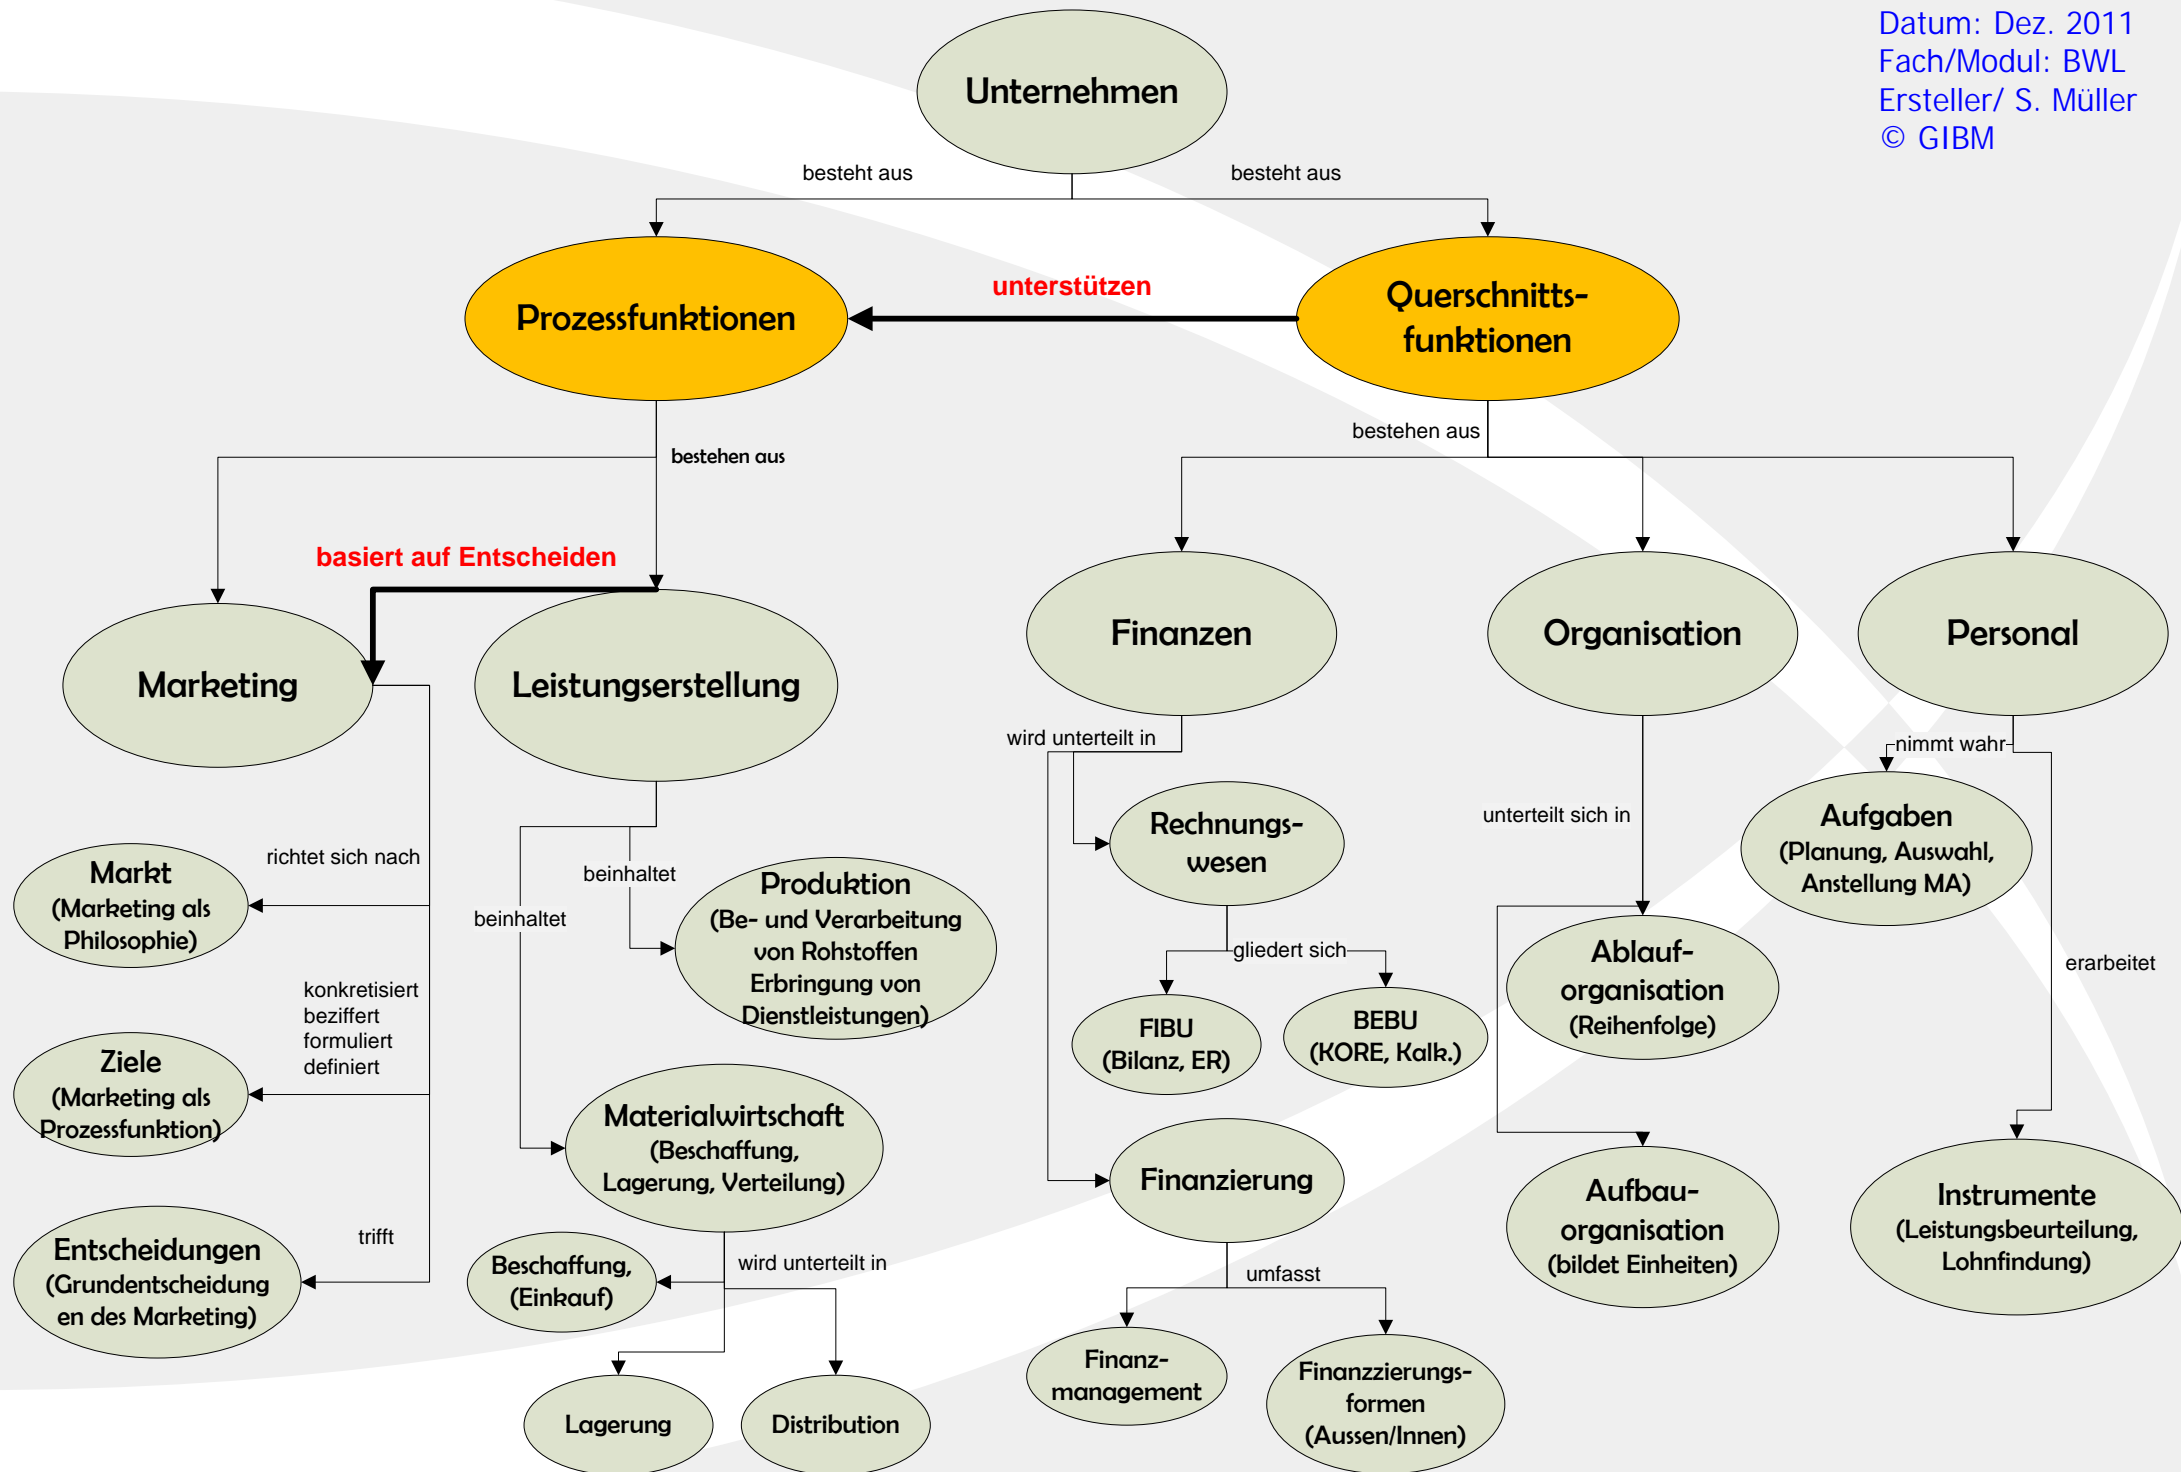 Datum: Dez. 2011
Fach/Modul: BWL
Ersteller/ S. Müller
© GIBM
Unternehmen
besteht aus
besteht aus
Prozessfunktionen
unterstützen
Querschnitts-
funktionen
bestehen aus
bestehen aus
basiert auf Entscheiden
Marketing
Leistungserstellung
Finanzen
Organisation
Personal
richtet sich nach
Markt
(Marketing als
Philosophie)
konkretisiert
beziffert
formuliert
definiert
Ziele
(Marketing als
Prozessfunktion)
trifft
Entscheidungen
(Grundentscheidung
en des Marketing)
beinhaltet
beinhaltet
Produktion
(Be- und Verarbeitung
von Rohstoffen
Erbringung von
Dienstleistungen)
Materialwirtschaft
(Beschaffung,
Lagerung, Verteilung)
wird unterteilt in
Beschaffung,
(Einkauf)
Lagerung
Distribution
wird unterteilt in
Rechnungs-
wesen
gliedert sich
FIBU
(Bilanz, ER)
BEBU
(KORE, Kalk.)
Finanzierung
umfasst
Finanz-
management
Finanzzierungs-
formen
(Aussen/Innen)
unterteilt sich in
Ablauf-
organisation
(Reihenfolge)
Aufbau-
organisation
(bildet Einheiten)
nimmt wahr
Aufgaben
(Planung, Auswahl,
Anstellung MA)
erarbeitet
Instrumente
(Leistungsbeurteilung,
Lohnfindung)